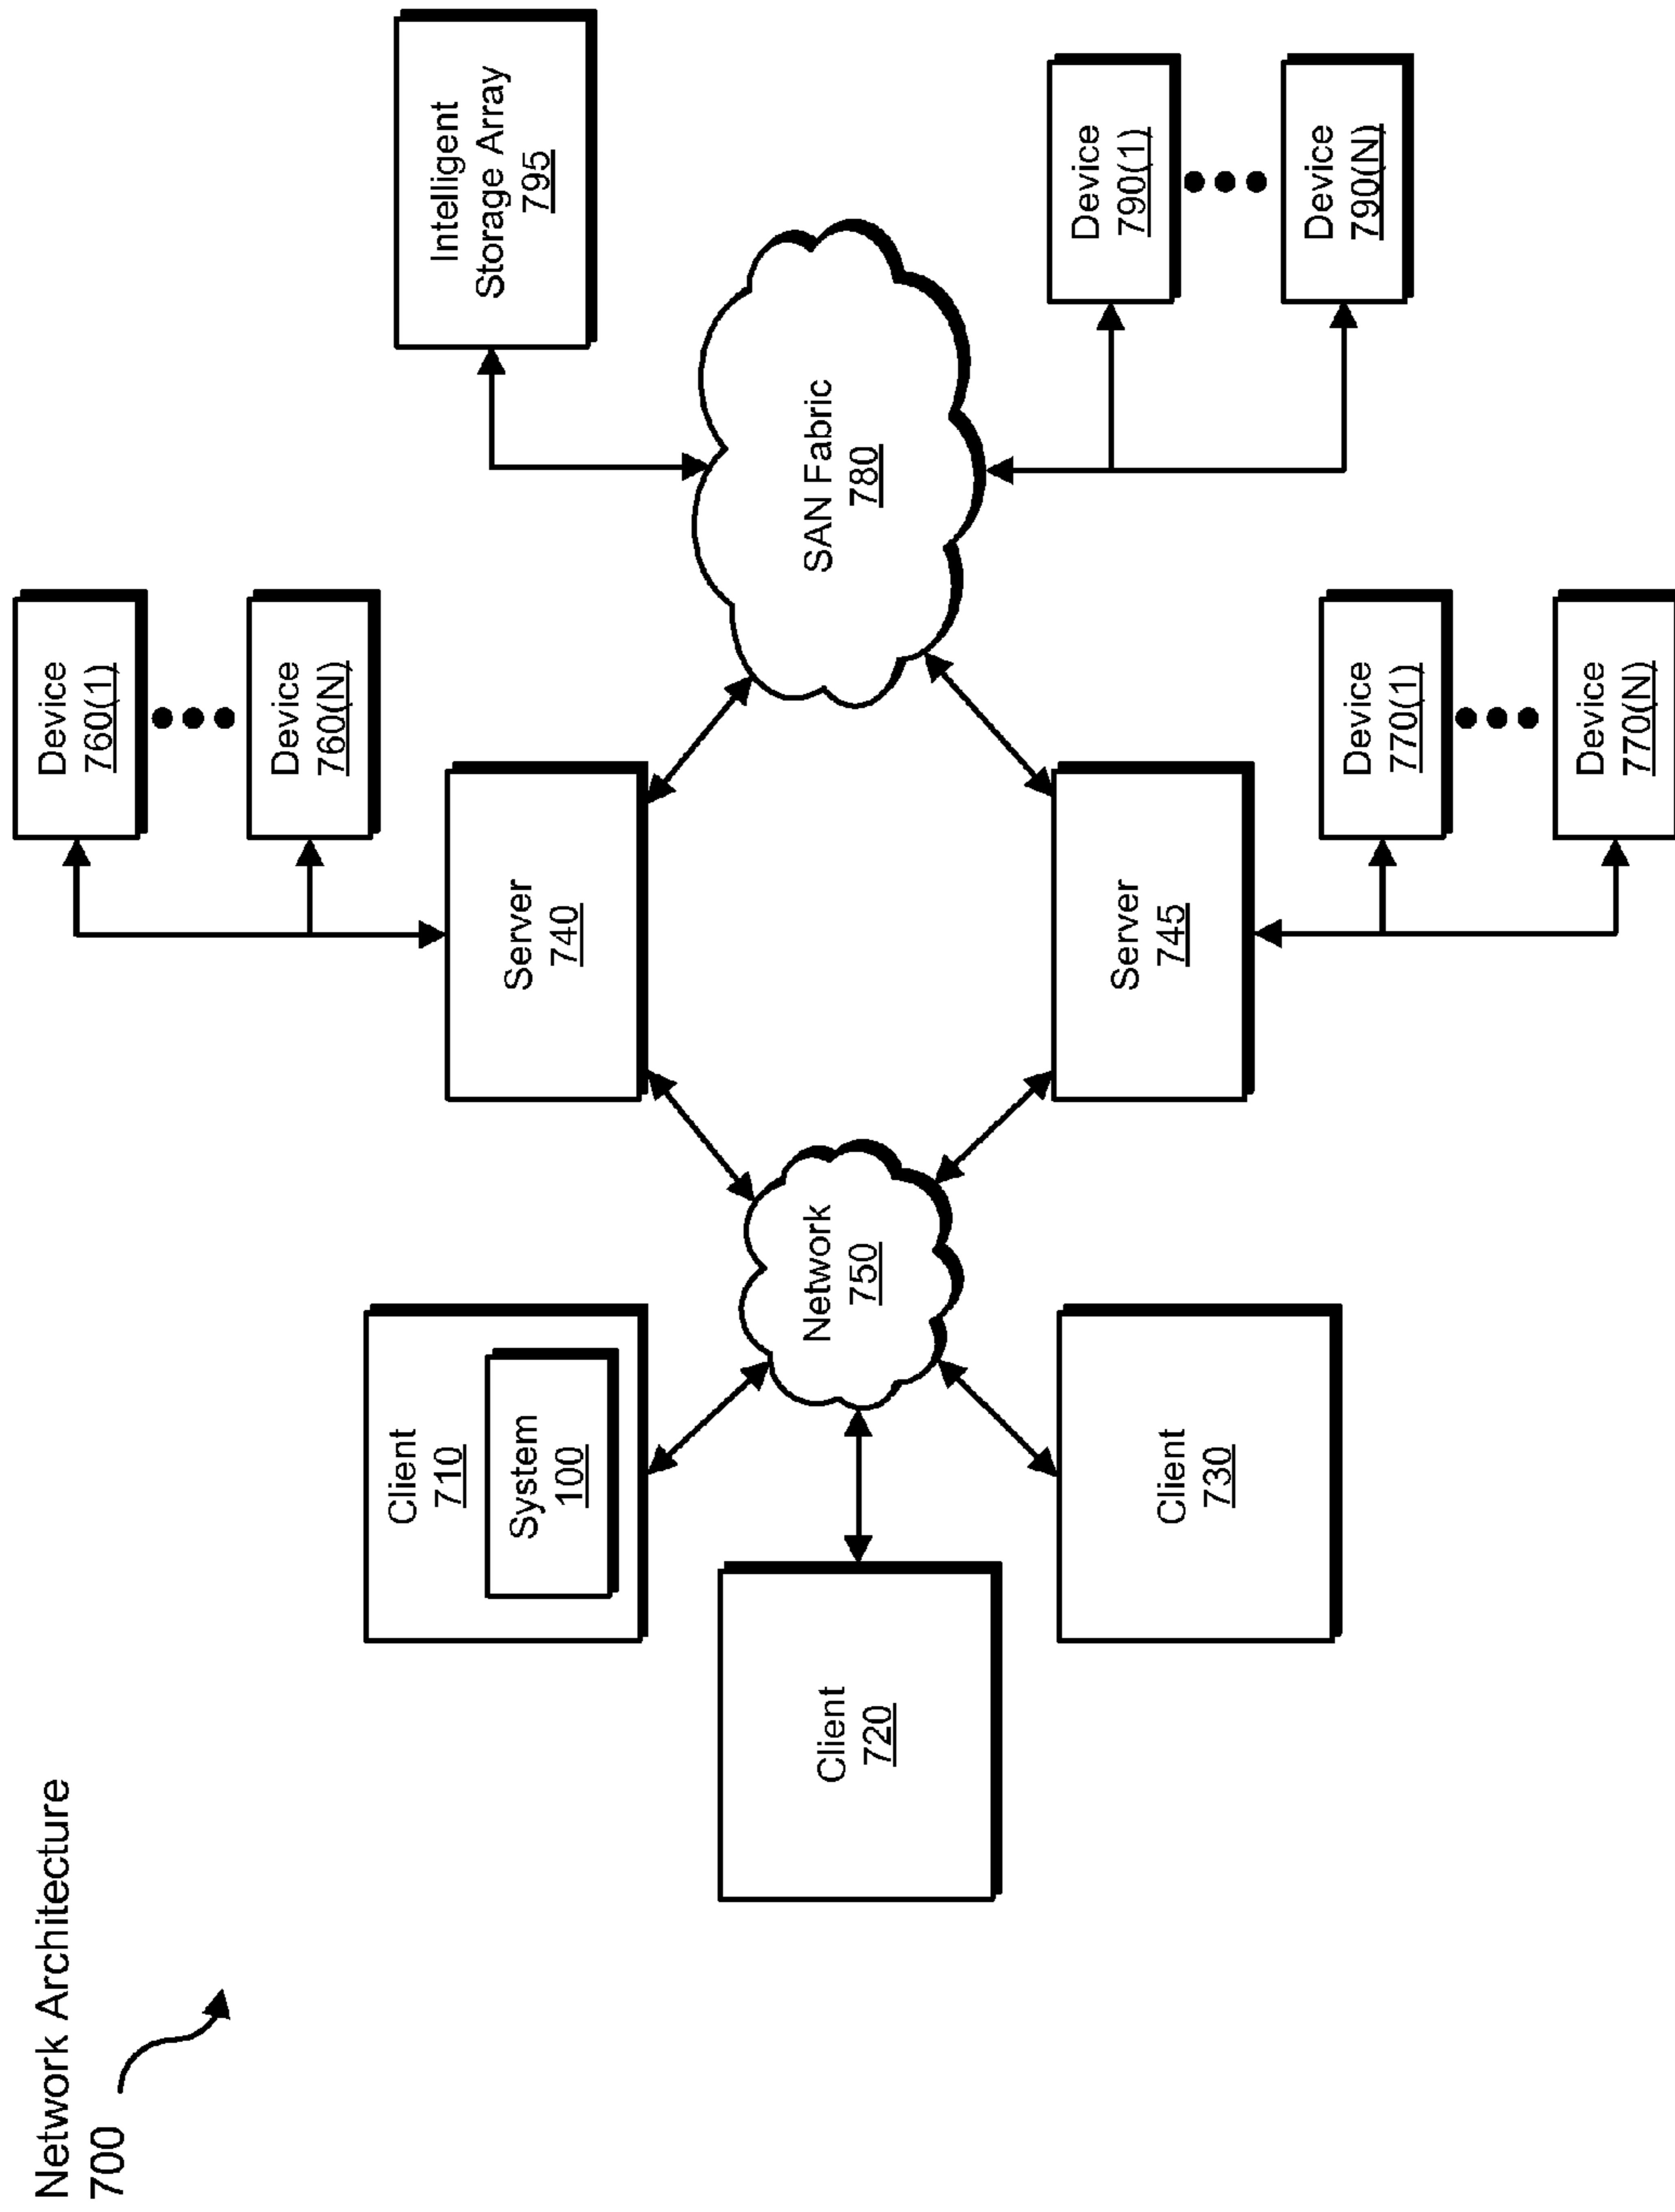 Network Architecture
700
Client
710
System
100
Client
720
Client
730
Network
750
Server
740
Server
745
Device
760(1)
Device
760(N)
Device
770(1)
Device
770(N)
SAN Fabric
780
Intelligent
Storage Array
795
Device
790(1)
Device
790(N)